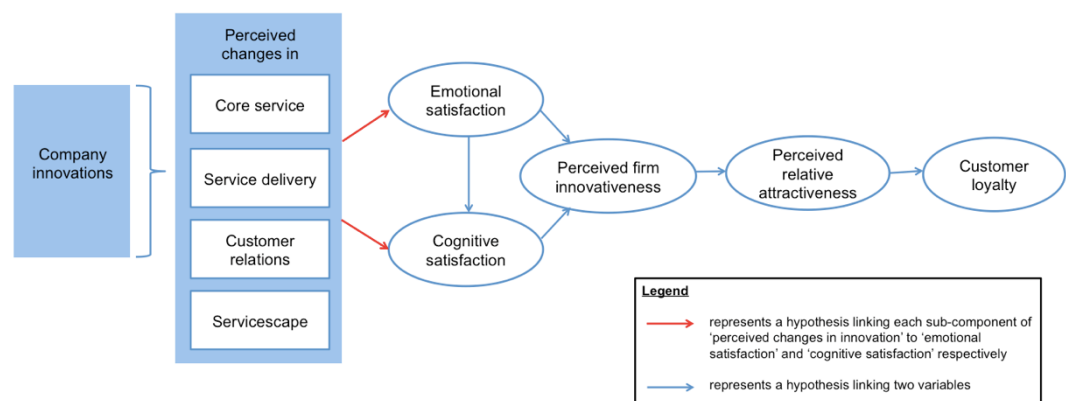 Company
innovations
Perceived
changes in
Core service
Service delivery
Customer
relations
Servicescape
Emotional
satisfaction
Cognitive
satisfaction
Perceived firm
innovativeness
Perceived
relative
attractiveness
Customer
loyalty
Legend
represents a hypothesis linking each sub-component of
‘perceived changes in innovation’ to ‘emotional
satisfaction’ and ‘cognitive satisfaction’ respectively
represents a hypothesis linking two variables